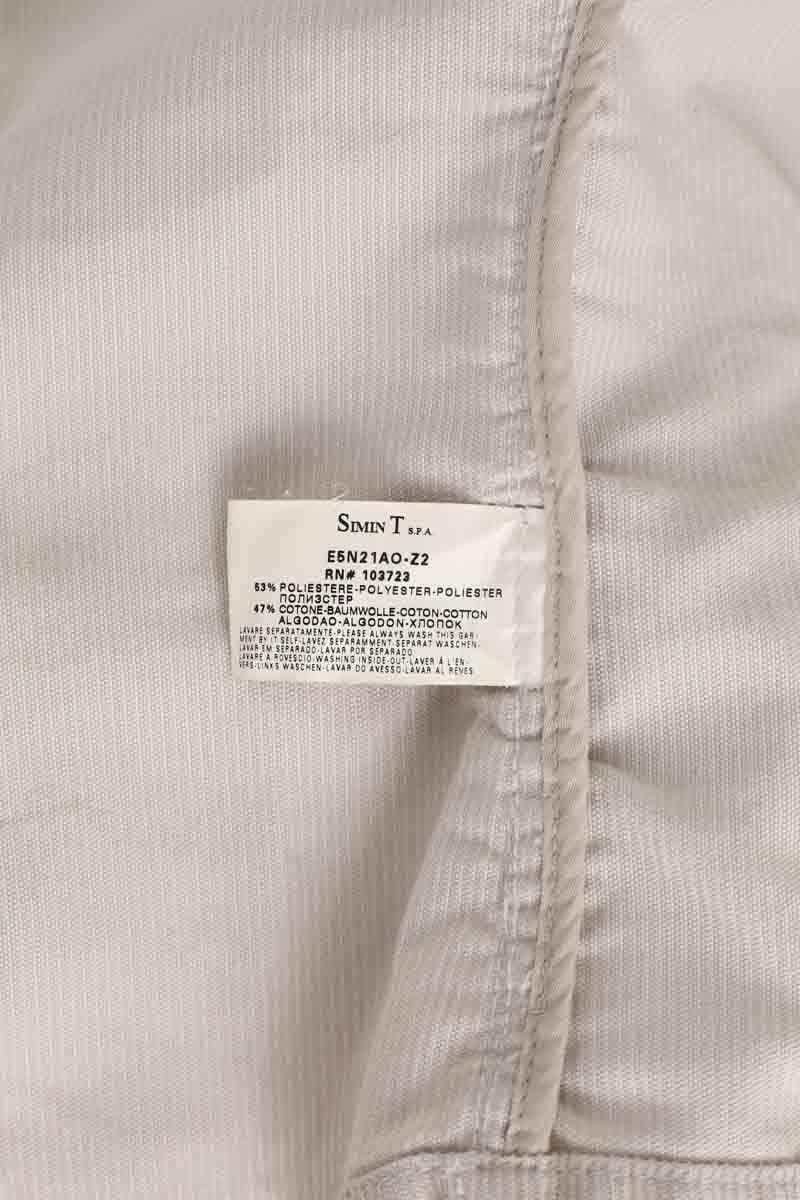 SIMIN T S.P.A.
E5N21AO-Z2
RN# 103723
53% POLIESTERE-POLYESTER-POLIESTER
ПОЛИЭСТЕР
47% COTONE-BAUMWOLLE-COTON-COTTON
ALGODAO-ALGODON-ХЛОПОК
LAVARE SEPARATAMENTE-PLEASE ALWAYS WASH THIS GAR-
MENT BY IT SELF-LAVEZ SEPARAMMENT-SEPARAT WASCHEN-
LAVAR EM SEPARADO-LAVAR POR SEPARADO
LAVARE A ROVESCIO-WASHING INSIDE-OUT-LAVER À L'EN-
VERS-LINKS WASCHEN-LAVAR DO AVESSO-LAVAR AL REVES